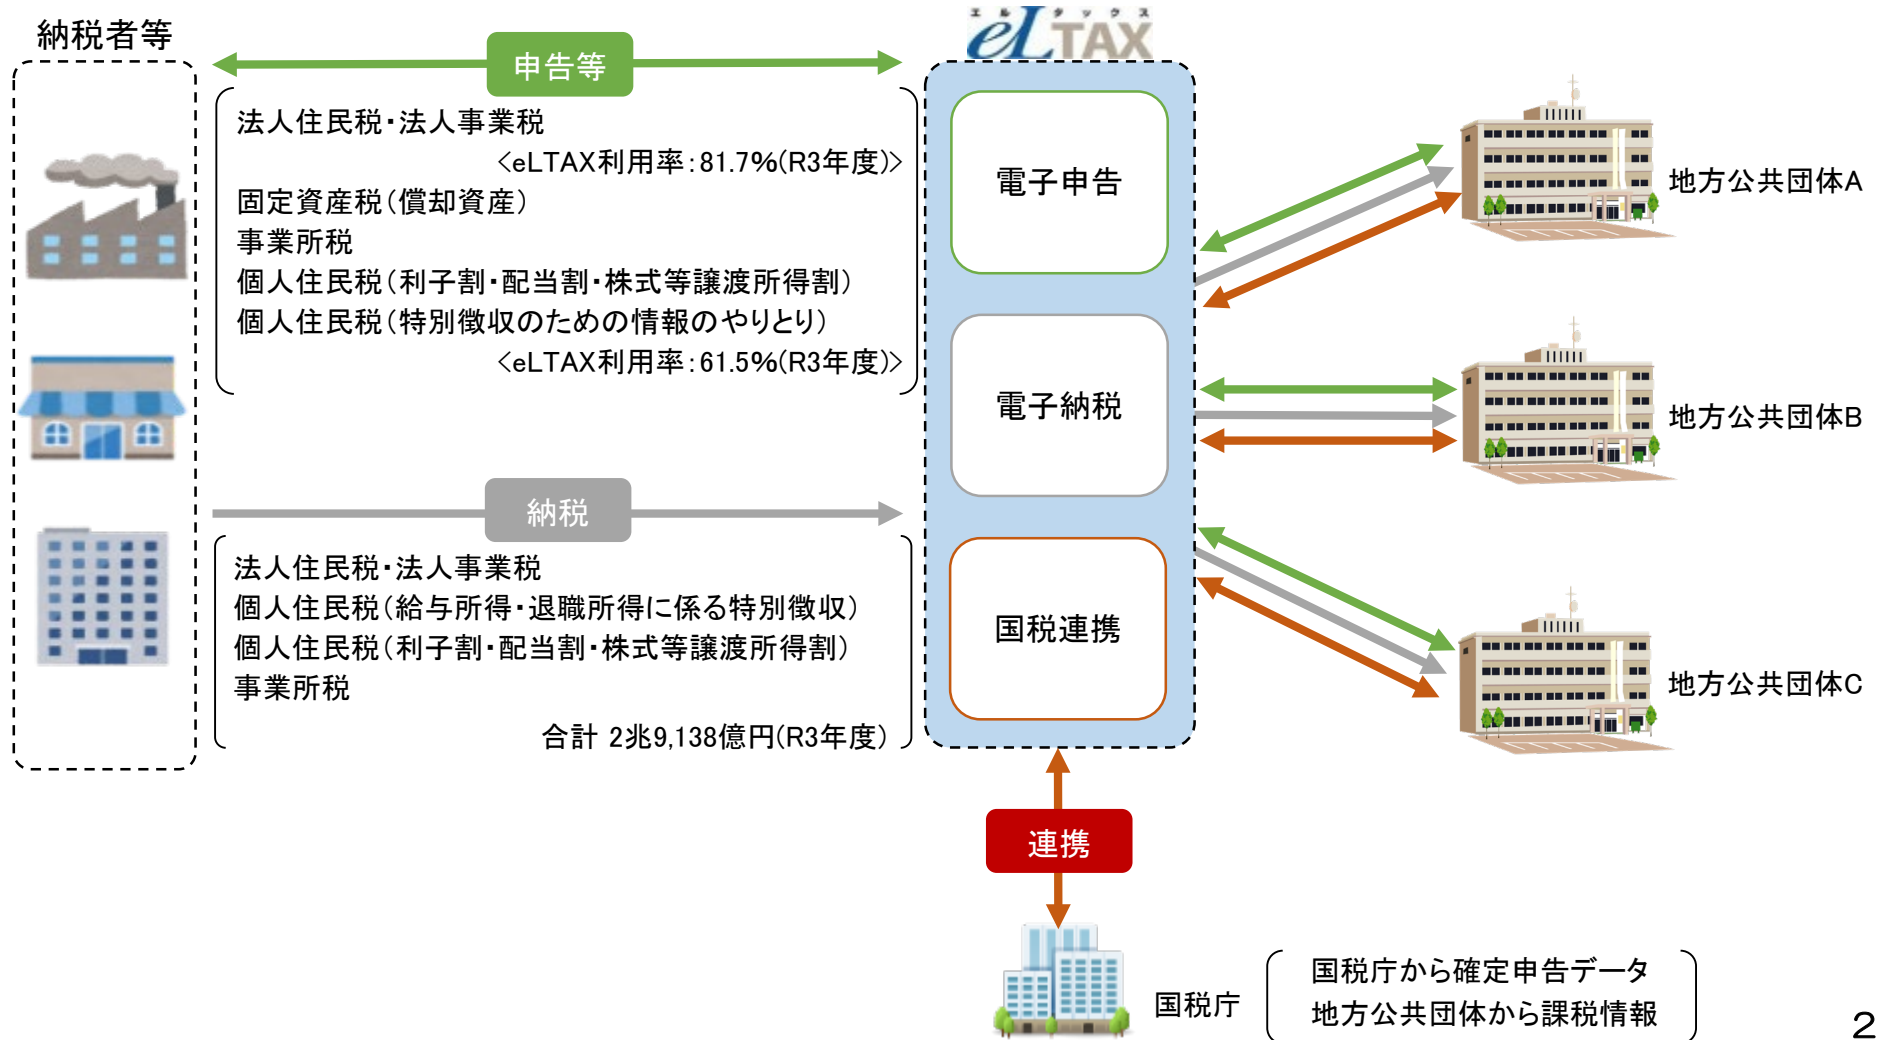 納税者等
エルタックス
eLTAX
申告等
法人住民税・法人事業税
<eLTAX利用率：81.7%(R3年度)>
固定資産税（償却資産）
事業所税
個人住民税（利子割・配当割・株式等譲渡所得割）
個人住民税（特別徴収のための情報のやりとり）
<eLTAX利用率：61.5%(R3年度)>
納税
法人住民税・法人事業税
個人住民税（給与所得・退職所得に係る特別徴収）
個人住民税（利子割・配当割・株式等譲渡所得割）
事業所税
合計 2兆9,138億円(R3年度)
電子申告
電子納税
国税連携
地方公共団体A
地方公共団体B
地方公共団体C
連携
国税庁
国税庁から確定申告データ
地方公共団体から課税情報
2